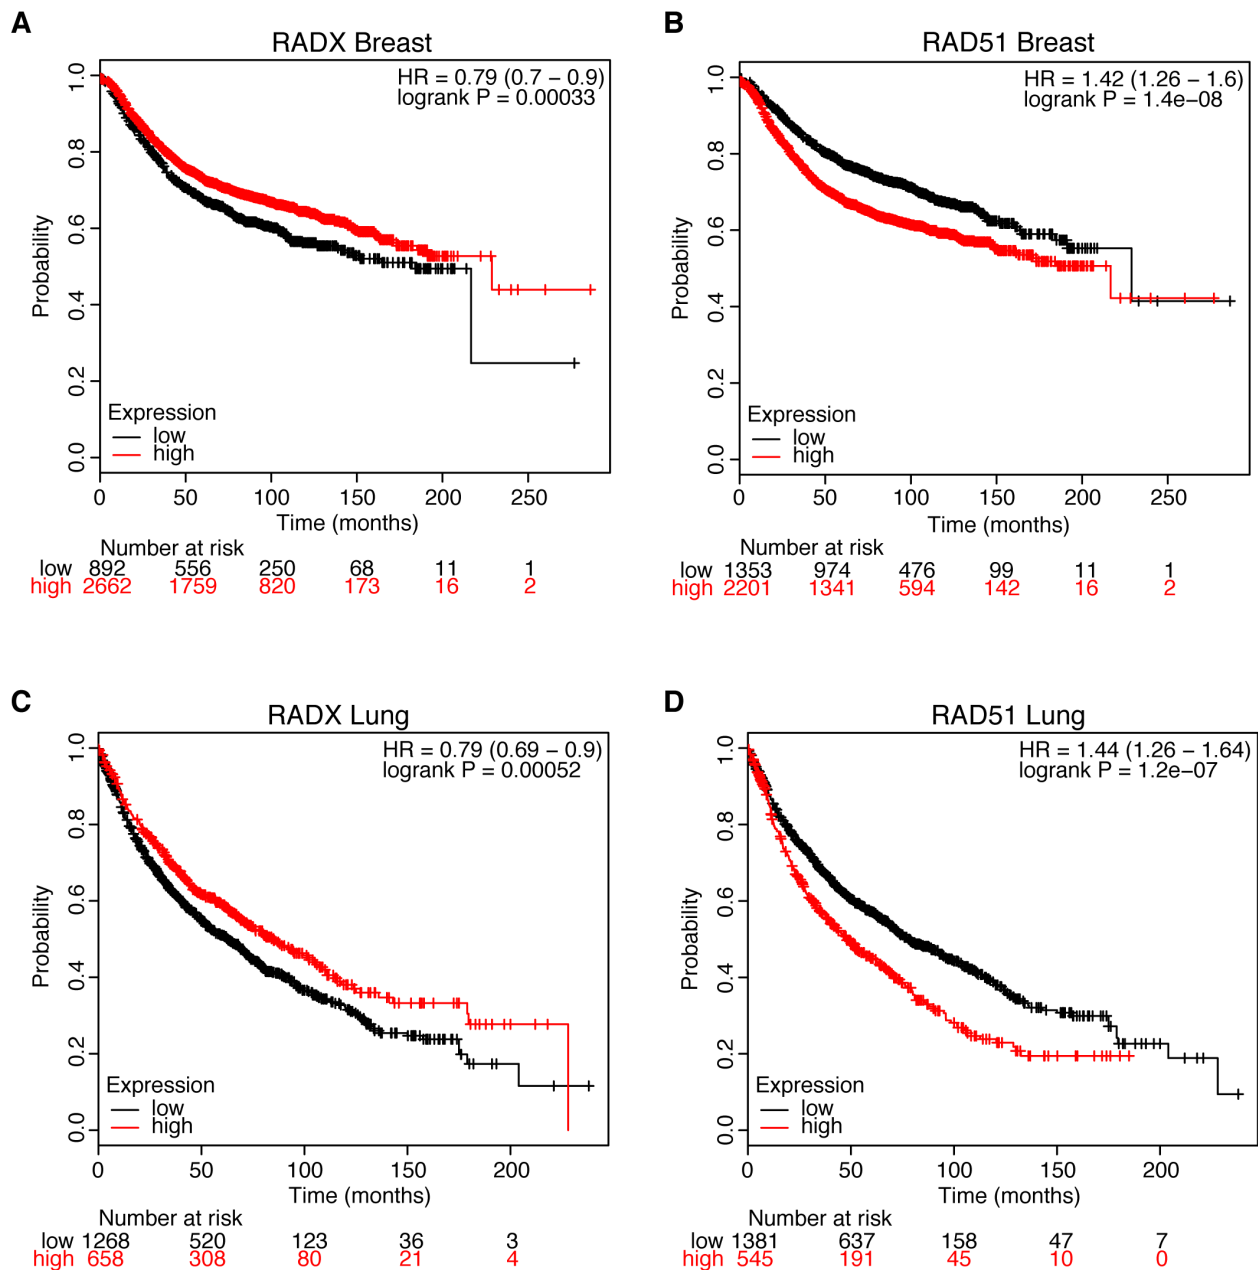 A
RADX Breast
HR = 0.79 (0.7 – 0.9)
logrank P = 0.00033
Probability
0.0 0.2 0.4 0.6 0.8 1.0
Expression
low
high
0 50 100 150 200 250
Time (months)
Number at risk
low 892 556 250 68 11 1
high 2662 1759 820 173 16 2
B
RAD51 Breast
HR = 1.42 (1.26 – 1.6)
logrank P = 1.4e–08
Probability
0.0 0.2 0.4 0.6 0.8 1.0
Expression
low
high
0 50 100 150 200 250
Time (months)
Number at risk
low 1353 974 476 99 11 1
high 2201 1341 594 142 16 2
C
RADX Lung
HR = 0.79 (0.69 – 0.9)
logrank P = 0.00052
Probability
0.0 0.2 0.4 0.6 0.8 1.0
Expression
low
high
0 50 100 150 200
Time (months)
Number at risk
low 1268 520 123 36 3
high 658 308 80 21 4
D
RAD51 Lung
HR = 1.44 (1.26 – 1.64)
logrank P = 1.2e–07
Probability
0.0 0.2 0.4 0.6 0.8 1.0
Expression
low
high
0 50 100 150 200
Time (months)
Number at risk
low 1381 637 158 47 7
high 545 191 45 10 0